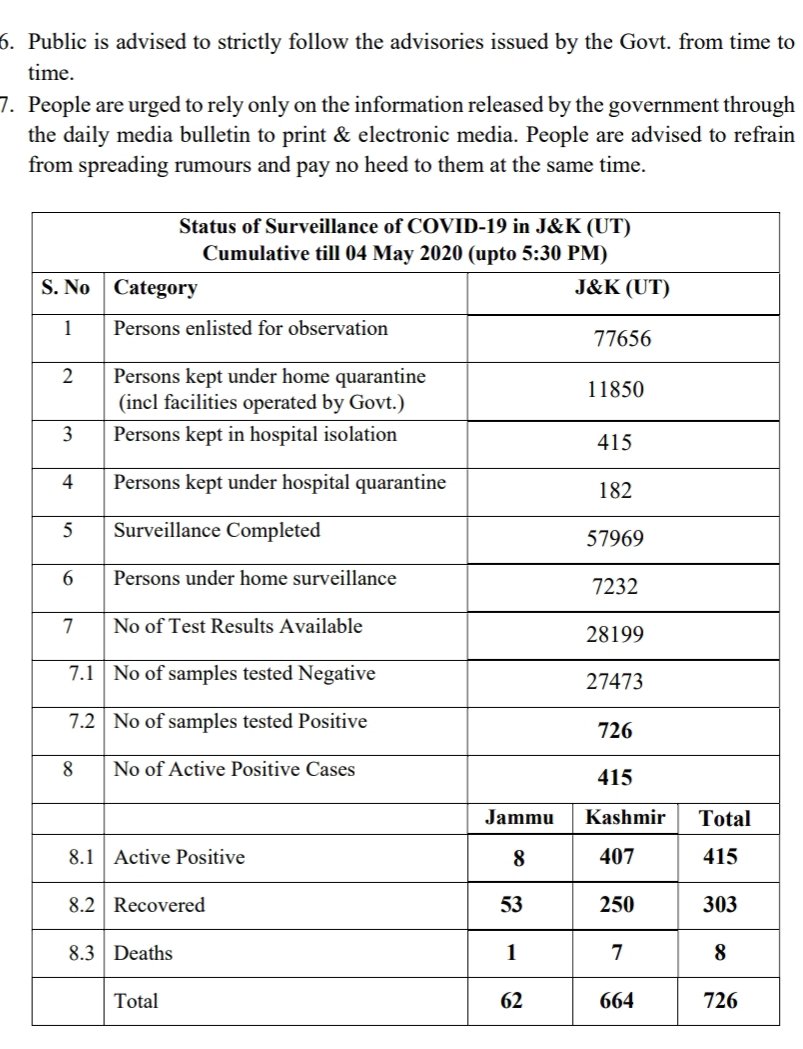 6. Public is advised to strictly follow the advisories issued by the Govt. from time to
time.
7. People are urged to rely only on the information released by the government through
the daily media bulletin to print & electronic media. People are advised to refrain
from spreading rumours and pay no heed to them at the same time.
Status of Surveillance of COVID-19 in J&K (UT)
Cumulative till 04 May 2020 (upto 5:30 PM)
S. No Category J&K (UT)
1 Persons enlisted for observation 77656
2 Persons kept under home quarantine
(incl facilities operated by Govt.) 11850
3 Persons kept in hospital isolation 415
4 Persons kept under hospital quarantine 182
5 Surveillance Completed 57969
6 Persons under home surveillance 7232
7 No of Test Results Available 28199
7.1 No of samples tested Negative 27473
7.2 No of samples tested Positive 726
8 No of Active Positive Cases 415
Jammu Kashmir Total
8.1 Active Positive 8 407 415
8.2 Recovered 53 250 303
8.3 Deaths 1 7 8
Total 62 664 726